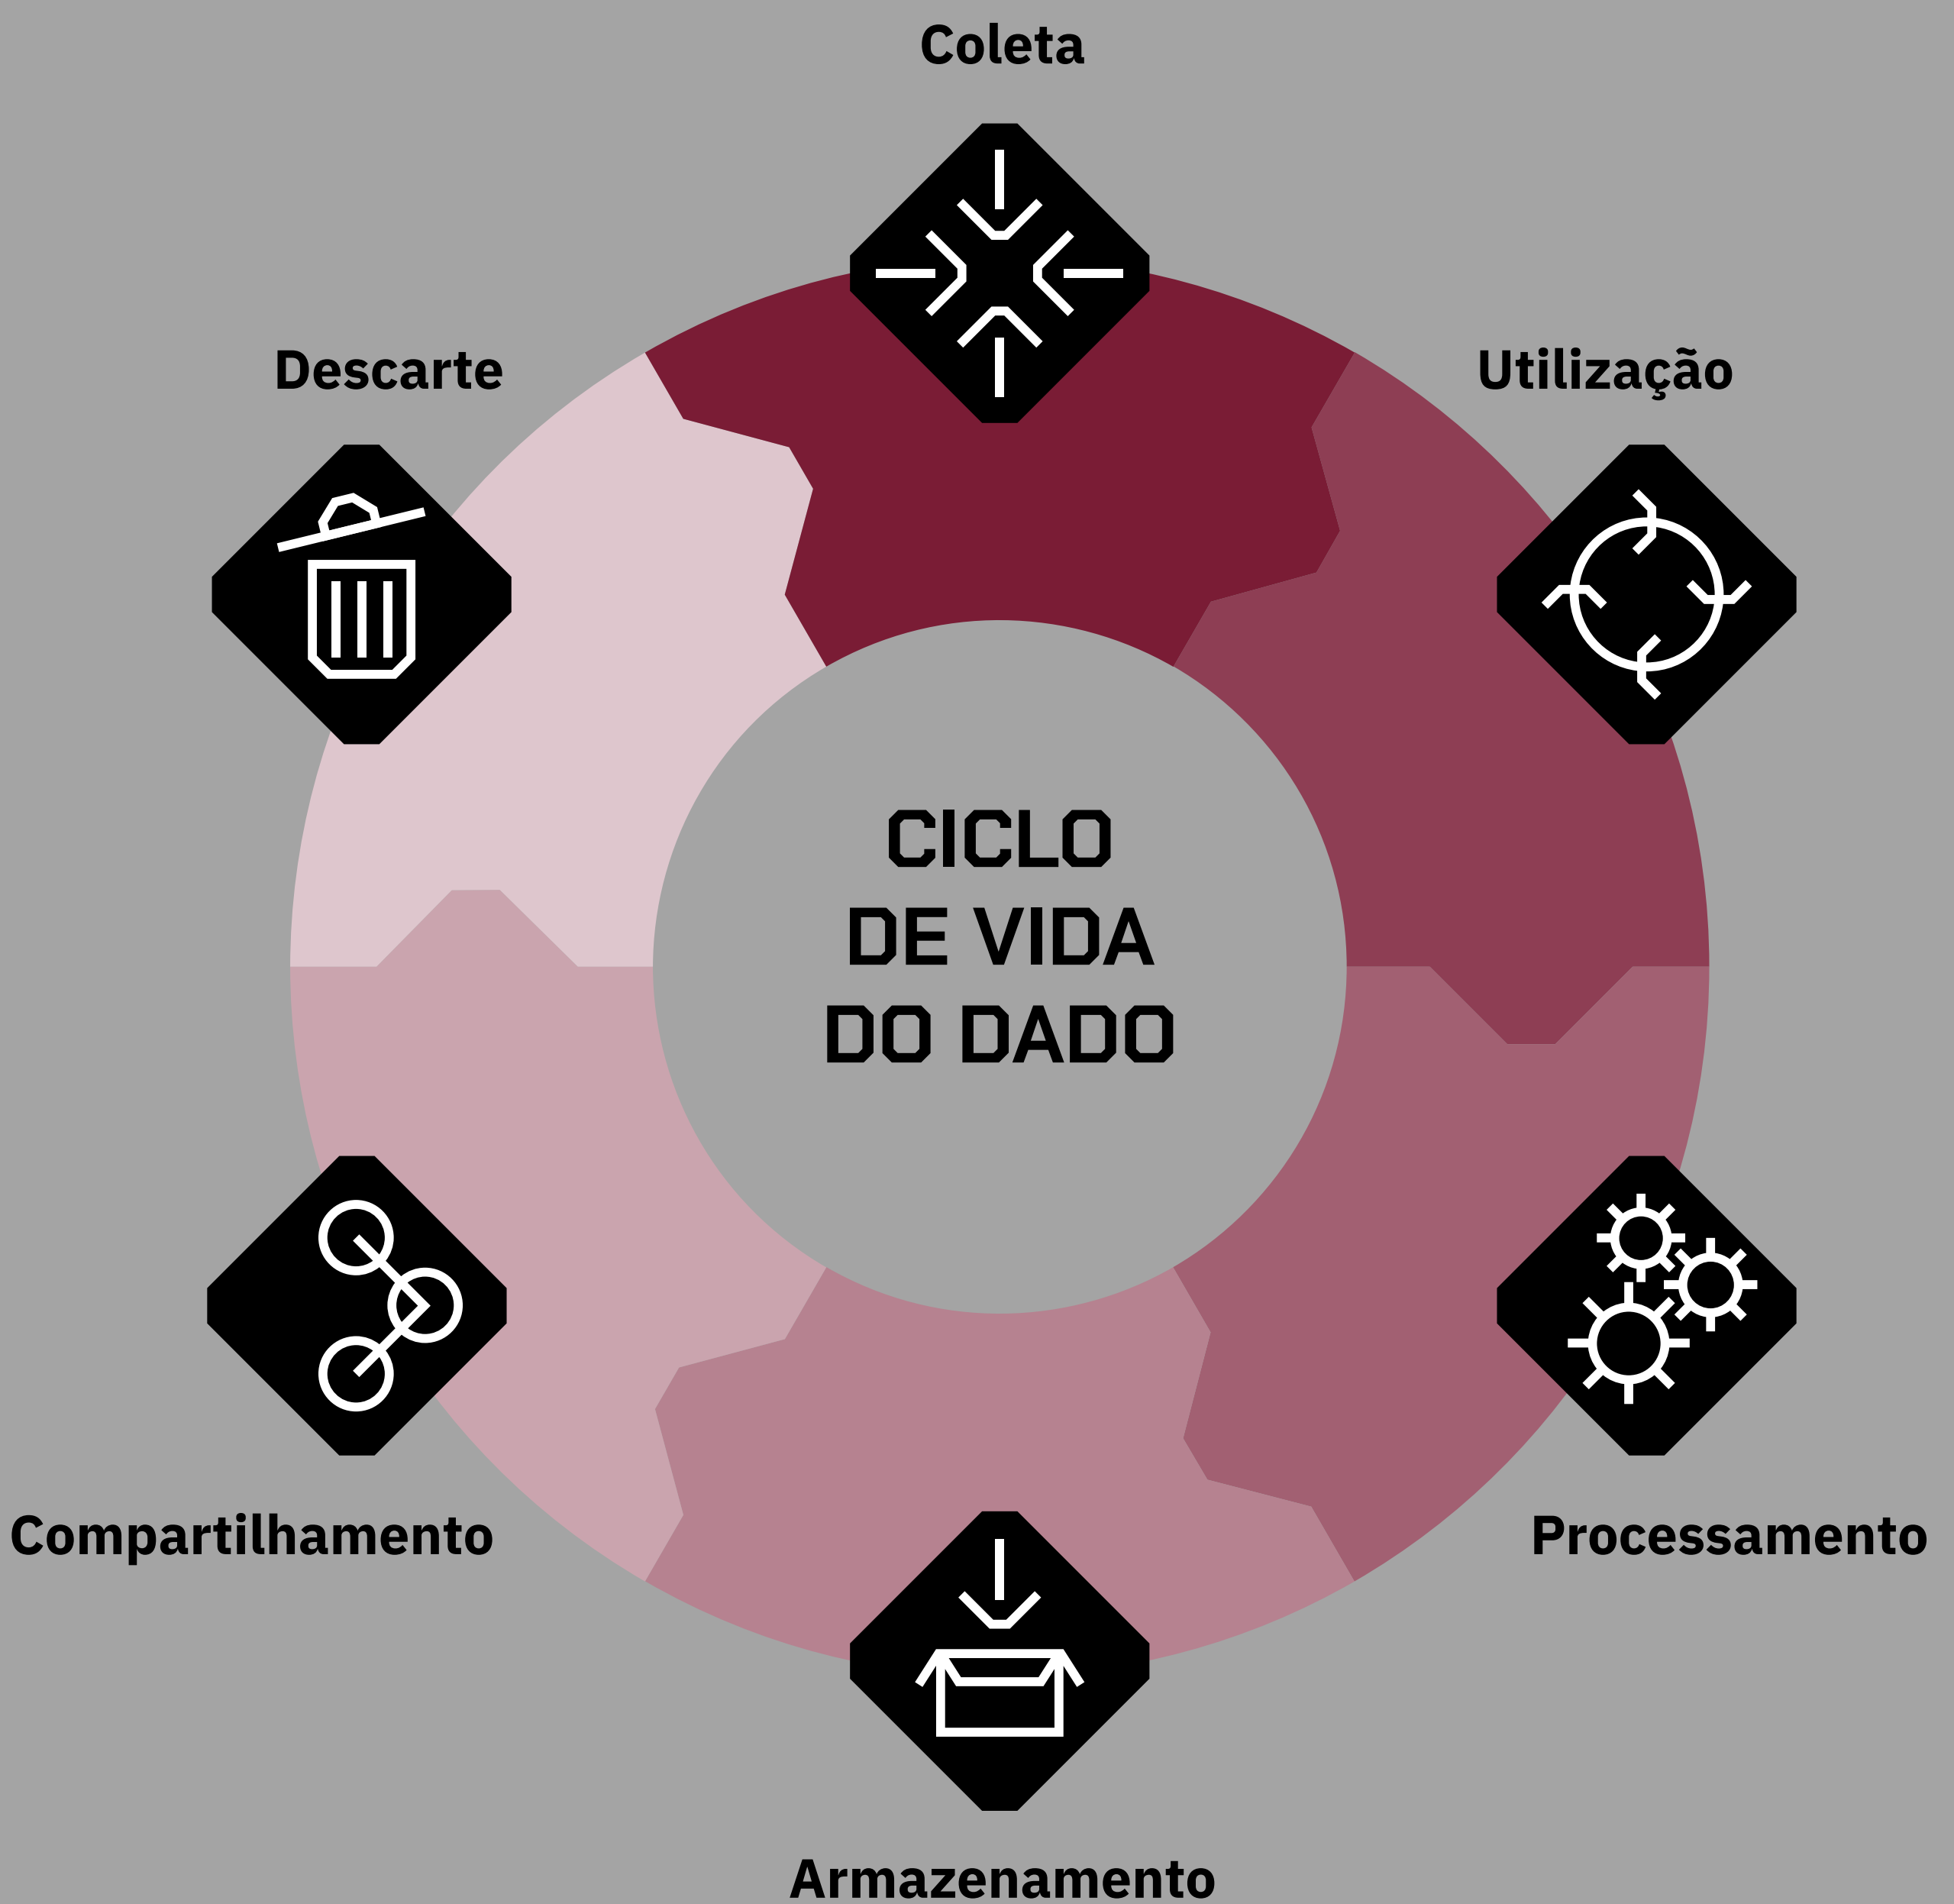 Coleta
Descarte
Utilização
CICLO
DE VIDA
DO DADO
Compartilhamento
Processamento
Armazenamento